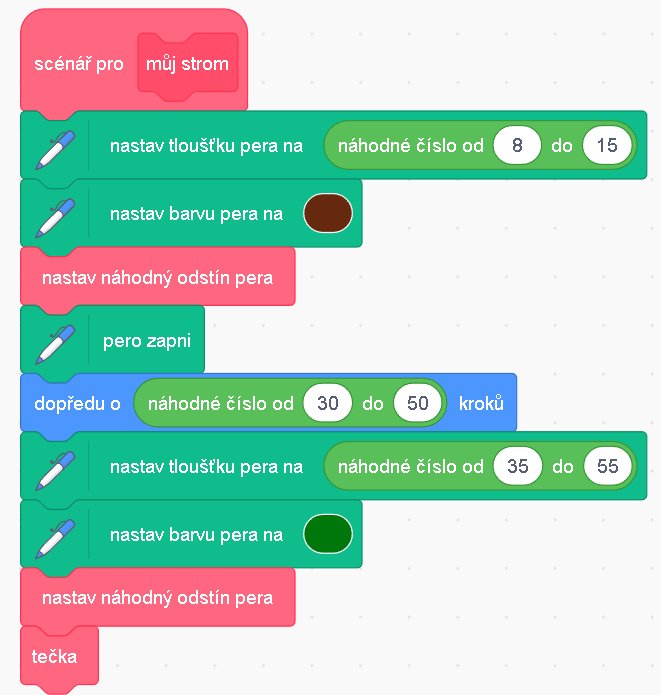 scénář pro můj strom
nastav tloušťku pera na náhodné číslo od 8 do 15
nastav barvu pera na
nastav náhodný odstín pera
pero zapni
dopředu o náhodné číslo od 30 do 50 kroků
nastav tloušťku pera na náhodné číslo od 35 do 55
nastav barvu pera na
nastav náhodný odstín pera
tečka